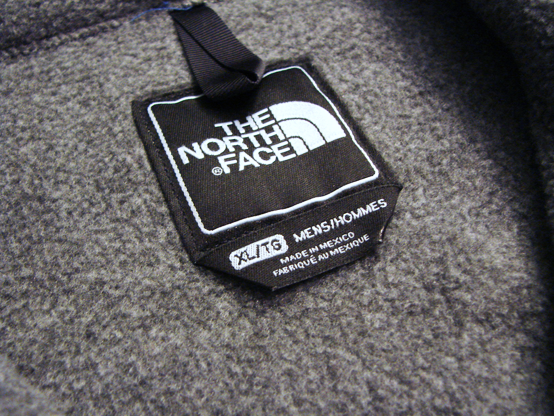 THE
NORTH
FACE
®
XL/TG MENS/HOMMES
MADE IN MEXICO
FABRIQUÉ AU MEXIQUE